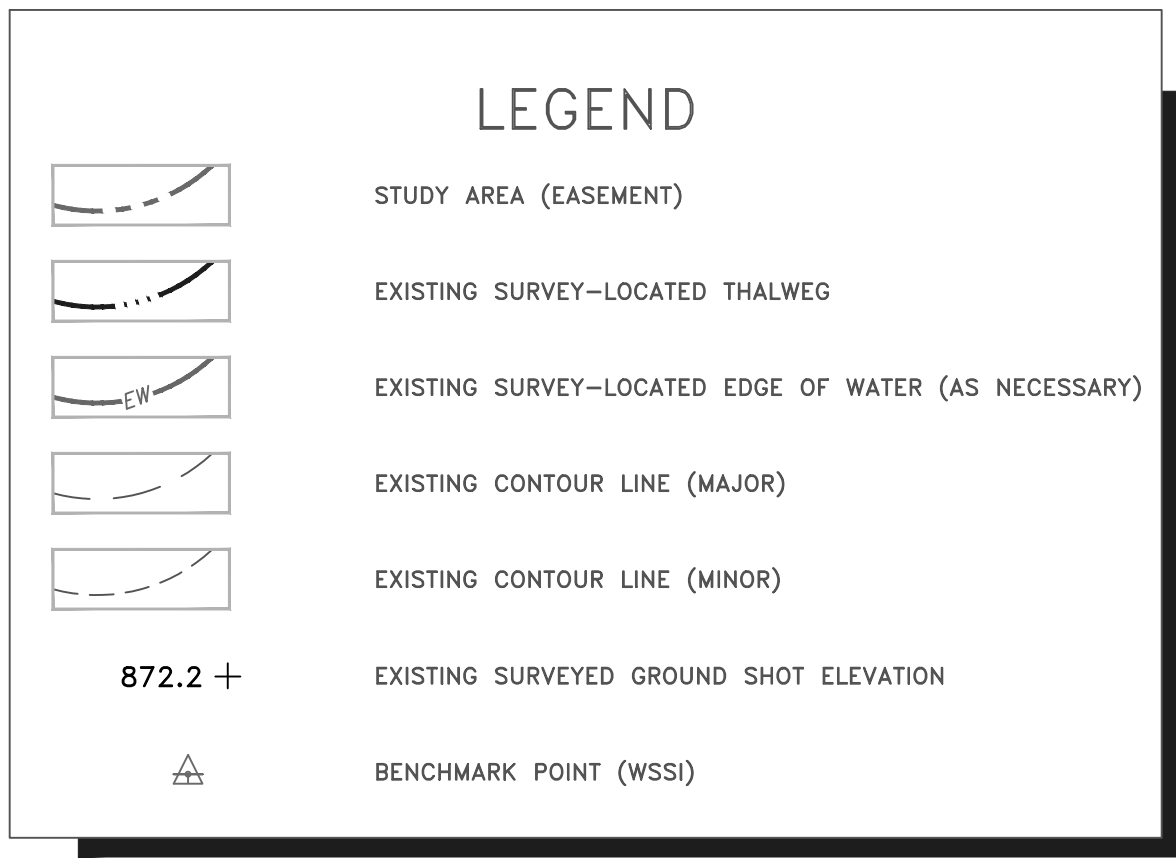 LEGEND
STUDY AREA (EASEMENT)
EXISTING SURVEY-LOCATED THALWEG
EW
EXISTING SURVEY-LOCATED EDGE OF WATER (AS NECESSARY)
EXISTING CONTOUR LINE (MAJOR)
EXISTING CONTOUR LINE (MINOR)
872.2 + EXISTING SURVEYED GROUND SHOT ELEVATION
BENCHMARK POINT (WSSI)